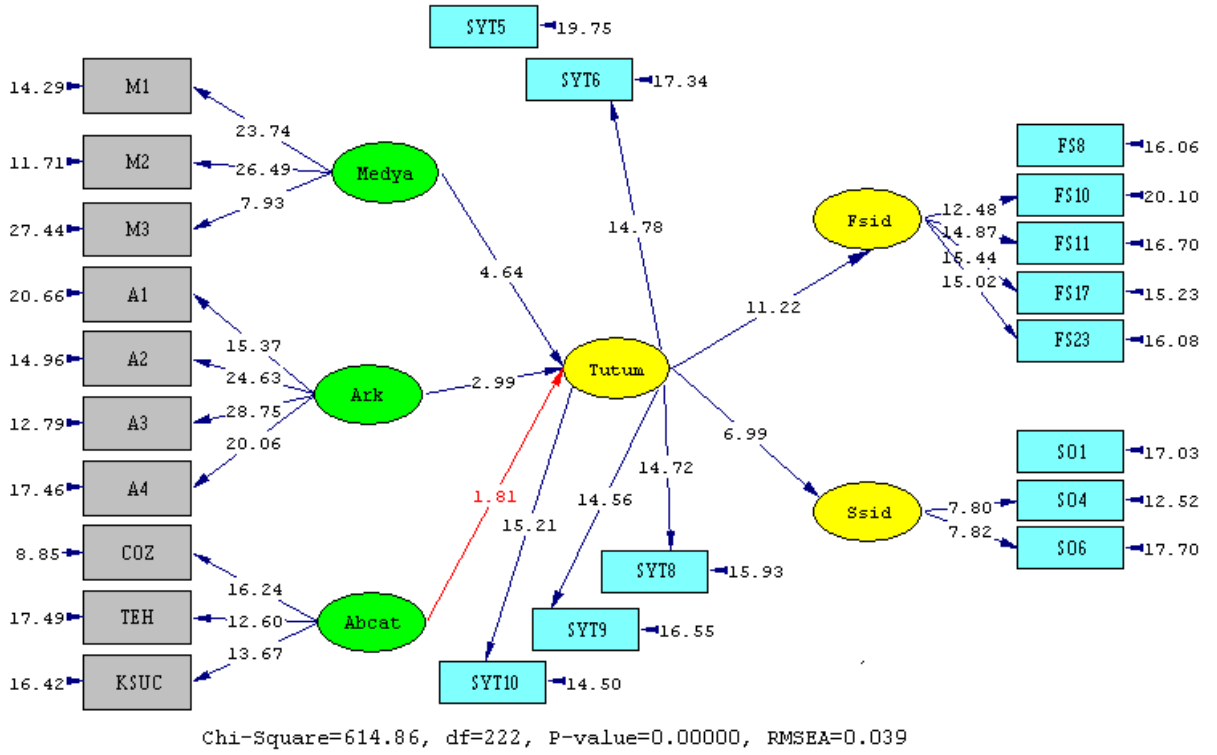 SYT5
19.75
SYT6
17.34
14.29
M1
23.74
11.71
M2
26.49
Medya
27.44
M3
7.93
4.64
14.78
20.66
A1
15.37
14.96
A2
24.63
Ark
2.99
12.79
A3
28.75
17.46
A4
20.06
Tutum
8.85
COZ
16.24
1.81
17.49
TEH
12.60
Abcat
16.42
KSUC
13.67
15.21
14.56
14.72
SYT8
15.93
SYT9
16.55
SYT10
14.50
11.22
Fsid
FS8
16.06
12.48
FS10
20.10
14.87
FS11
16.70
15.44
FS17
15.23
15.02
FS23
16.08
6.99
Ssid
SO1
17.03
7.80
SO4
12.52
7.82
SO6
17.70
Chi-Square=614.86, df=222, P-value=0.00000, RMSEA=0.039